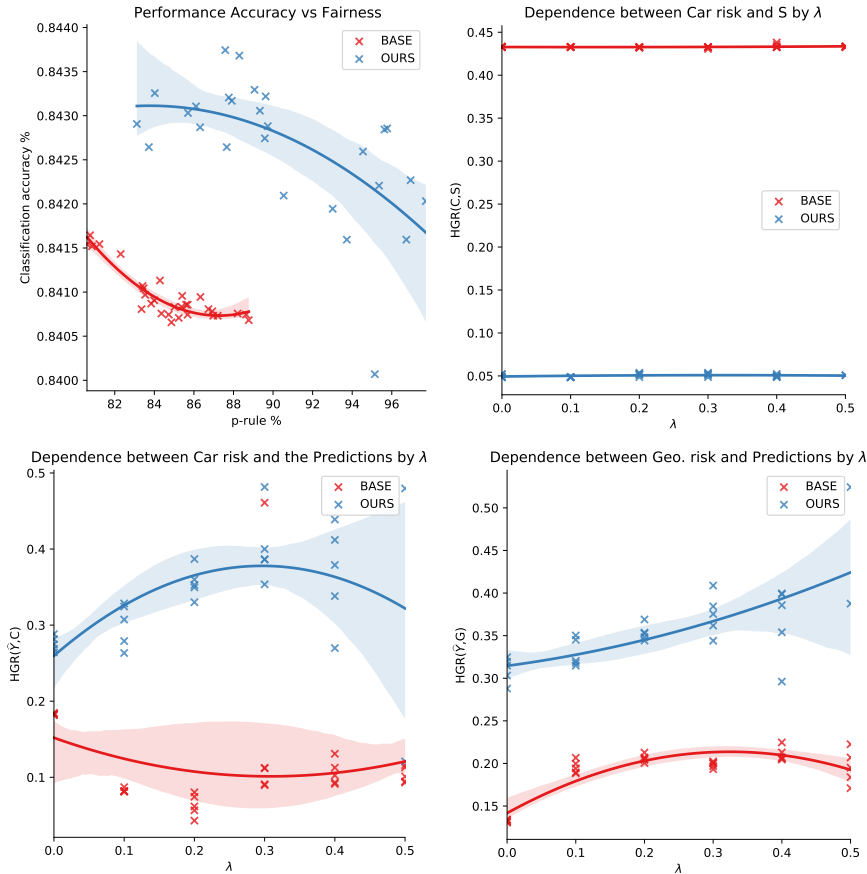 Performance Accuracy vs Fairness
0.8440
0.8435
0.8430
0.8425
0.8420
0.8415
0.8410
0.8405
0.8400
Classification accuracy %
BASE
OURS
82 84 86 88 90 92 94 96
p-rule %
Dependence between Car risk and S by λ
0.45
0.40
0.35
0.30
0.25
0.20
0.15
0.10
0.05
HGR(C,S)
BASE
OURS
0.0 0.1 0.2 0.3 0.4 0.5
λ
Dependence between Car risk and the Predictions by λ
0.5
0.4
0.3
0.2
0.1
HGR(Ŷ,C)
BASE
OURS
0.0 0.1 0.2 0.3 0.4 0.5
λ
Dependence between Geo. risk and Predictions by λ
0.50
0.45
0.40
0.35
0.30
0.25
0.20
0.15
HGR(Ŷ,G)
BASE
OURS
0.0 0.1 0.2 0.3 0.4 0.5
λ